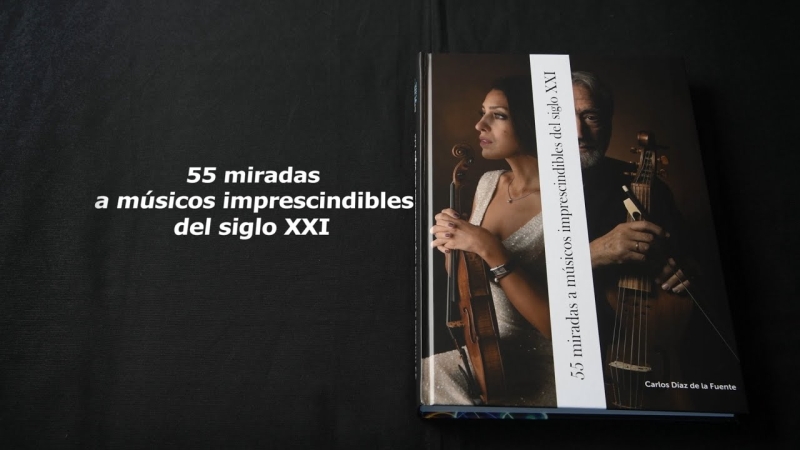 55 miradas
a músicos imprescindibles
del siglo XXI
55 miradas a músicos imprescindibles del siglo XXI
Carlos Díaz de la Fuente